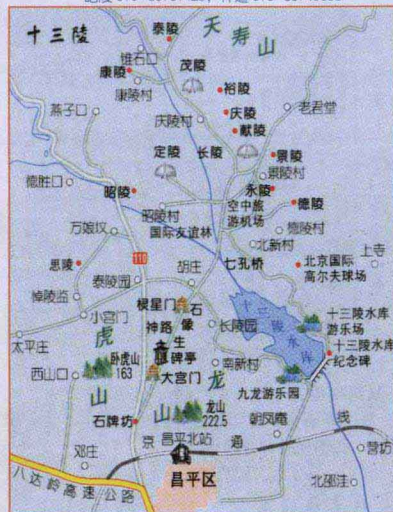 十三陵
天寿山
泰陵
锥石口
康陵
康陵村
茂陵
裕陵
庆陵
献陵
庆陵村
燕子口
老君堂
定陵
长陵
景陵
景陵村
德胜口
昭陵
昭陵村
永陵
德陵
空中旅
游机场
德陵村
国际友谊林
北新村
万娘坟
七孔桥
北京国际
高尔夫球场
上寺
思陵
110
胡庄
悼陵监
泰陵园
小宫门
棂星门
石像生
神路
十三陵水库
十三陵水库
游乐场
十三陵水库
纪念碑
太平庄
虎山
卧虎山
163
碑亭
长陵园
南新村
西山口
大宫门
龙山
龙山
222.5
九龙游乐园
石牌坊
朝凤庵
邓庄
京通线
昌平北站
营坊
昌平区
北邵洼
八达岭高速公路